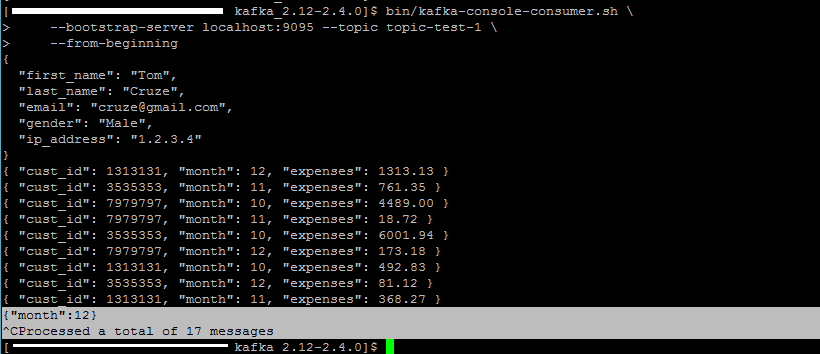 [ kafka_2.12-2.4.0]$ bin/kafka-console-consumer.sh \
> --bootstrap-server localhost:9095 --topic topic-test-1 \
> --from-beginning
{
"first_name": "Tom",
"last_name": "Cruze",
"email": "cruze@gmail.com",
"gender": "Male",
"ip_address": "1.2.3.4"
}
{ "cust_id": 1313131, "month": 12, "expenses": 1313.13 }
{ "cust_id": 3535353, "month": 11, "expenses": 761.35 }
{ "cust_id": 7979797, "month": 10, "expenses": 4489.00 }
{ "cust_id": 7979797, "month": 11, "expenses": 18.72 }
{ "cust_id": 3535353, "month": 10, "expenses": 6001.94 }
{ "cust_id": 7979797, "month": 12, "expenses": 173.18 }
{ "cust_id": 1313131, "month": 10, "expenses": 492.83 }
{ "cust_id": 3535353, "month": 12, "expenses": 81.12 }
{ "cust_id": 1313131, "month": 11, "expenses": 368.27 }
{"month":12}
^CProcessed a total of 17 messages
[ kafka_2.12-2.4.0]$